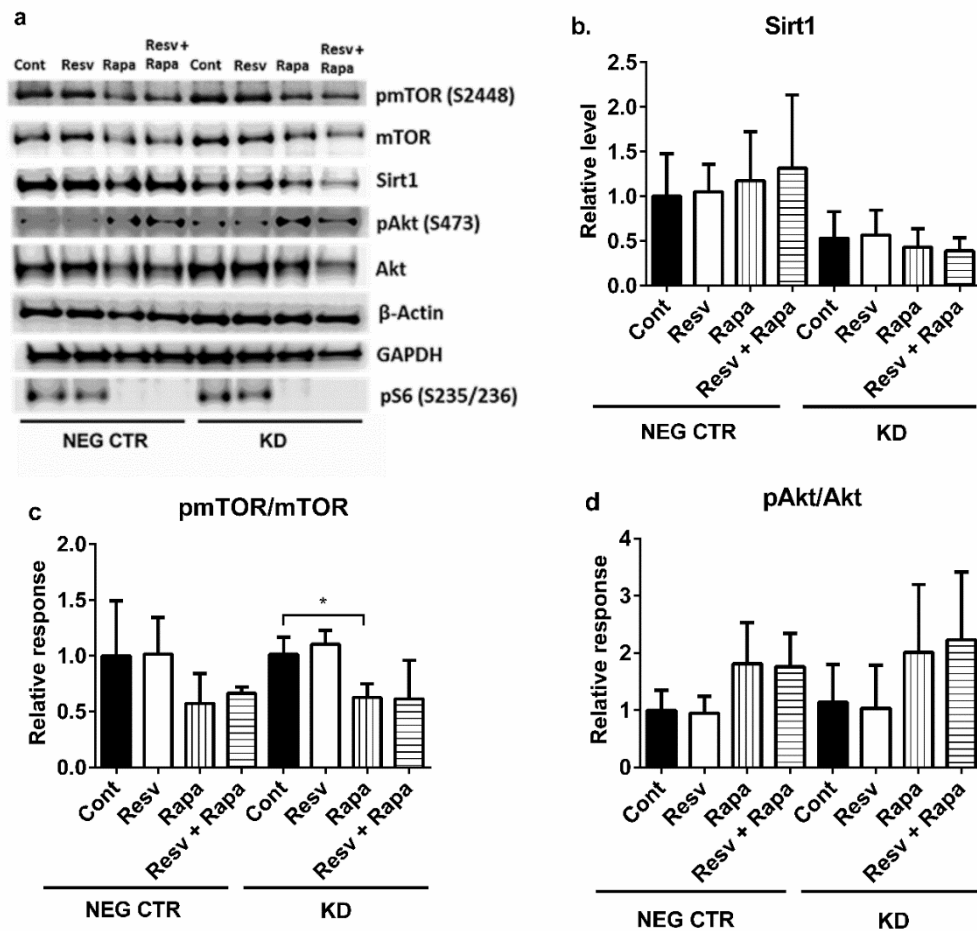 a
Resv + Rapa
Resv + Rapa
Cont Resv Rapa Cont Resv Rapa
pmTOR (S2448)
mTOR
Sirt1
pAkt (S473)
Akt
β-Actin
GAPDH
pS6 (S235/236)
NEG CTR KD
b.
Sirt1
Relative level
1.5
2.0
2.5
1.0
0.5
0.0
Cont Resv Rapa Resv + Rapa Cont Resv Rapa Resv + Rapa
NEG CTR KD
c
pmTOR/mTOR
Relative response
2.0
1.5
1.0
0.5
0.0
*
Cont Resv Rapa Resv + Rapa Cont Resv Rapa Resv + Rapa
NEG CTR KD
d
pAkt/Akt
Relative response
4
3
2
1
0
Cont Resv Rapa Resv + Rapa Cont Resv Rapa Resv + Rapa
NEG CTR KD